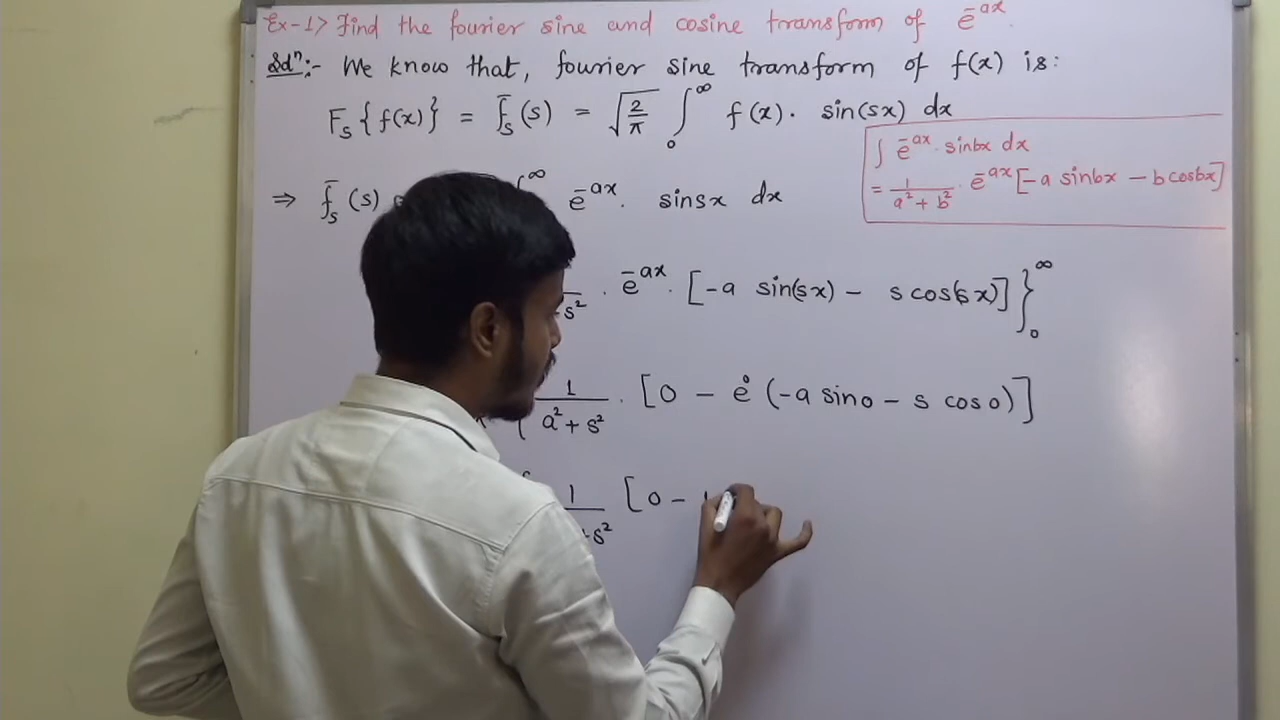 Ex-1> Find the fourier sine and cosine transform of e^-ax.
Solⁿ:- We know that, fourier sine transform of f(x) is:
F_S{f(x)} = f̄_S(s) = √(2/π) ∫₀^∞ f(x). sin(sx) dx
∫ e^-ax. sinbx dx
= 1/(a²+b²) . e^-ax [-a sinbx - b cosbx]
⇒ f̄_S(s) ∞ e^-ax. sinsx dx
s² . e^-ax. [-a sin(sx) - s cos(sx)]}₀^∞
1/(a²+s²) . [0 - e⁰ (-a sin0 - s cos0)]
1/ +s² [0 -